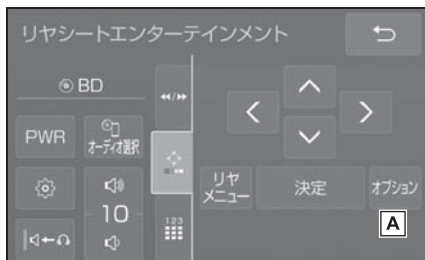 リヤシートエンターテインメント
BD
PWR
オーディオ選択
10
123
リヤ
メニュー
決定
オプション
A